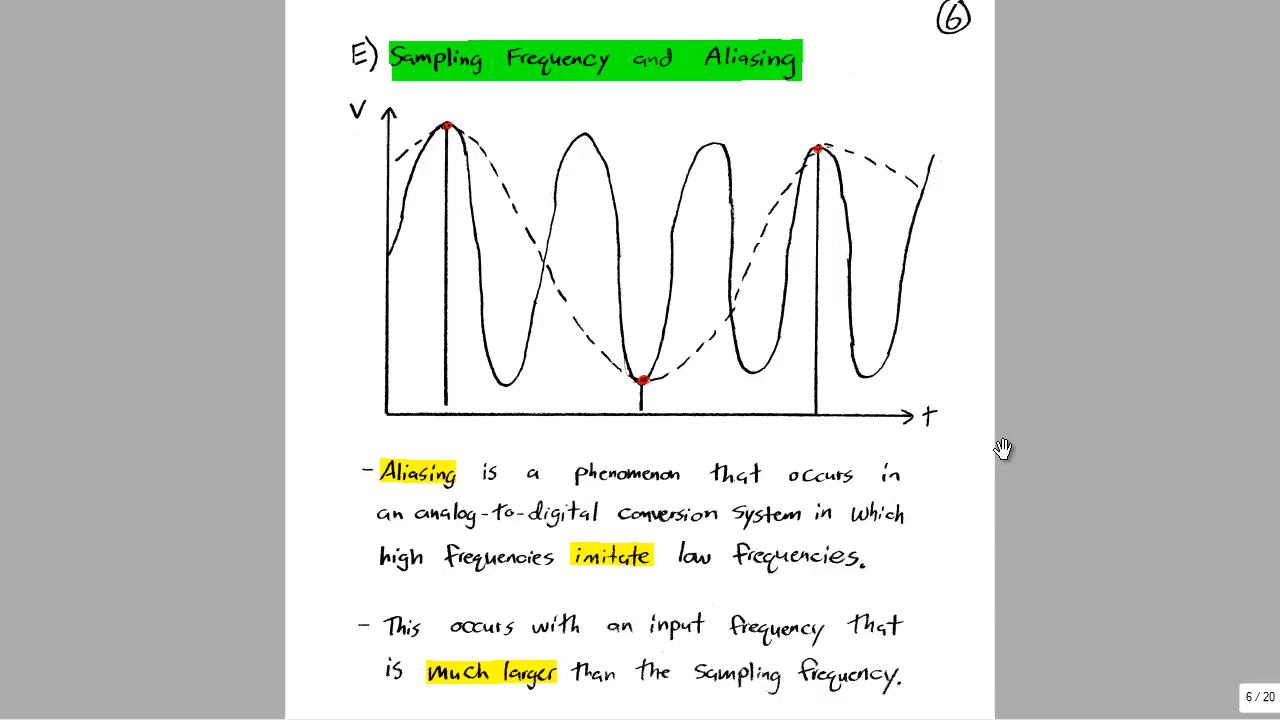 6
E) Sampling Frequency and Aliasing
V
t
- Aliasing is a phenomenon that occurs in
an analog-to-digital conversion system in which
high frequencies imitate low frequencies.
- This occurs with an input frequency that
is much larger than the sampling frequency.
6 / 20